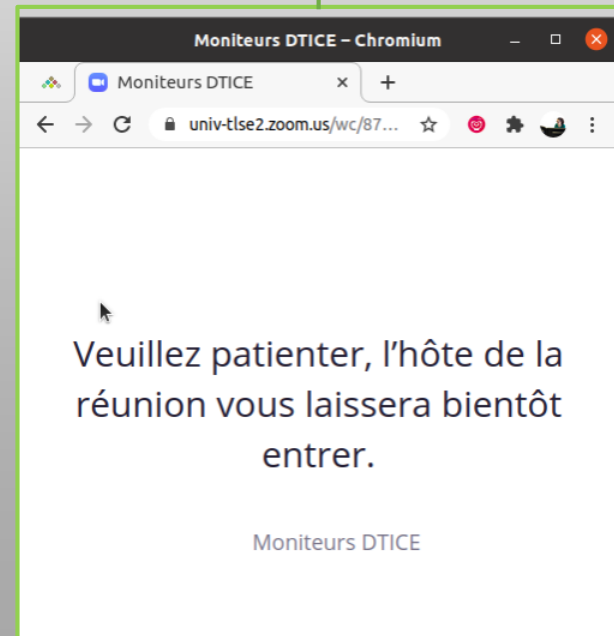 Moniteurs DTICE – Chromium
Moniteurs DTICE
univ-tlse2.zoom.us/wc/87...
Veuillez patienter, l'hôte de la
réunion vous laissera bientôt
entrer.
Moniteurs DTICE